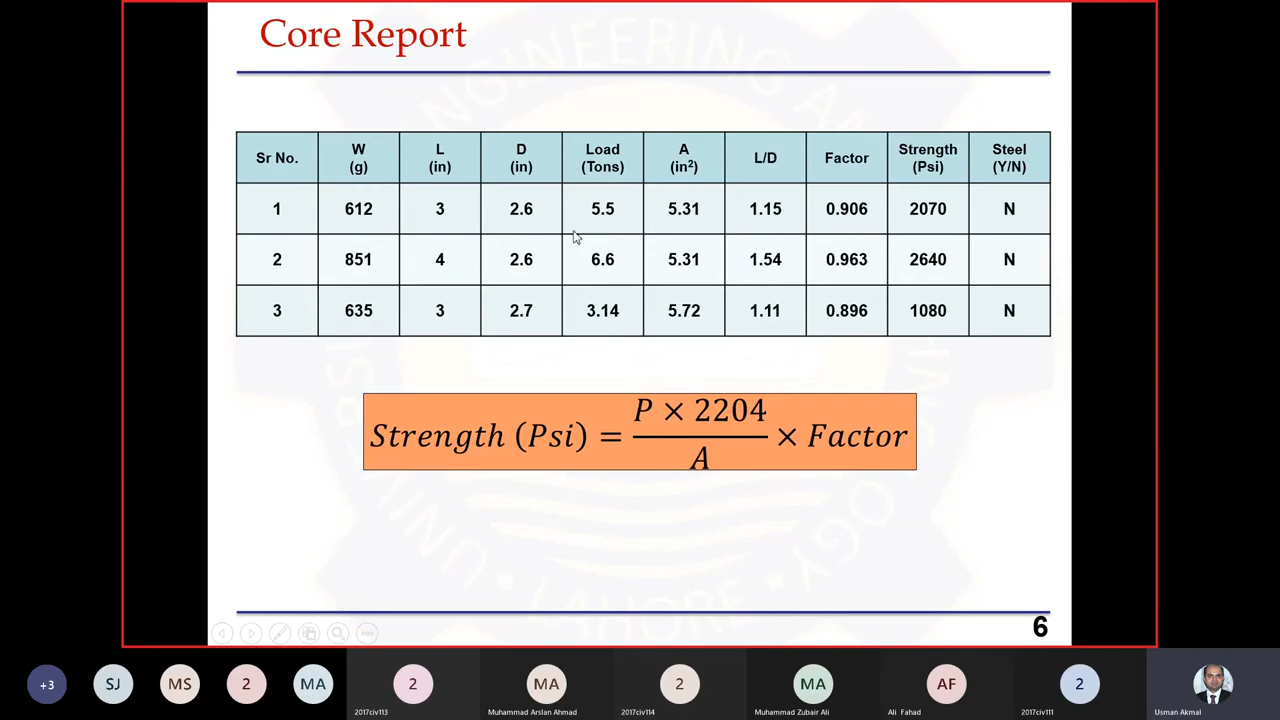 Core Report
Sr No. W (g) L (in) D (in) Load (Tons) A (in²) L/D Factor Strength (Psi) Steel (Y/N)
1 612 3 2.6 5.5 5.31 1.15 0.906 2070 N
2 851 4 2.6 6.6 5.31 1.54 0.963 2640 N
3 635 3 2.7 3.14 5.72 1.11 0.896 1080 N
Strength (Psi) = P × 2204 / A × Factor
6
+3 SJ MS 2 MA 2 MA 2 MA AF 2
2017civ113 Muhammad Arslan Ahmad 2017civ114 Muhammad Zubair Ali Ali Fahad 2017civ111 Usman Akmal